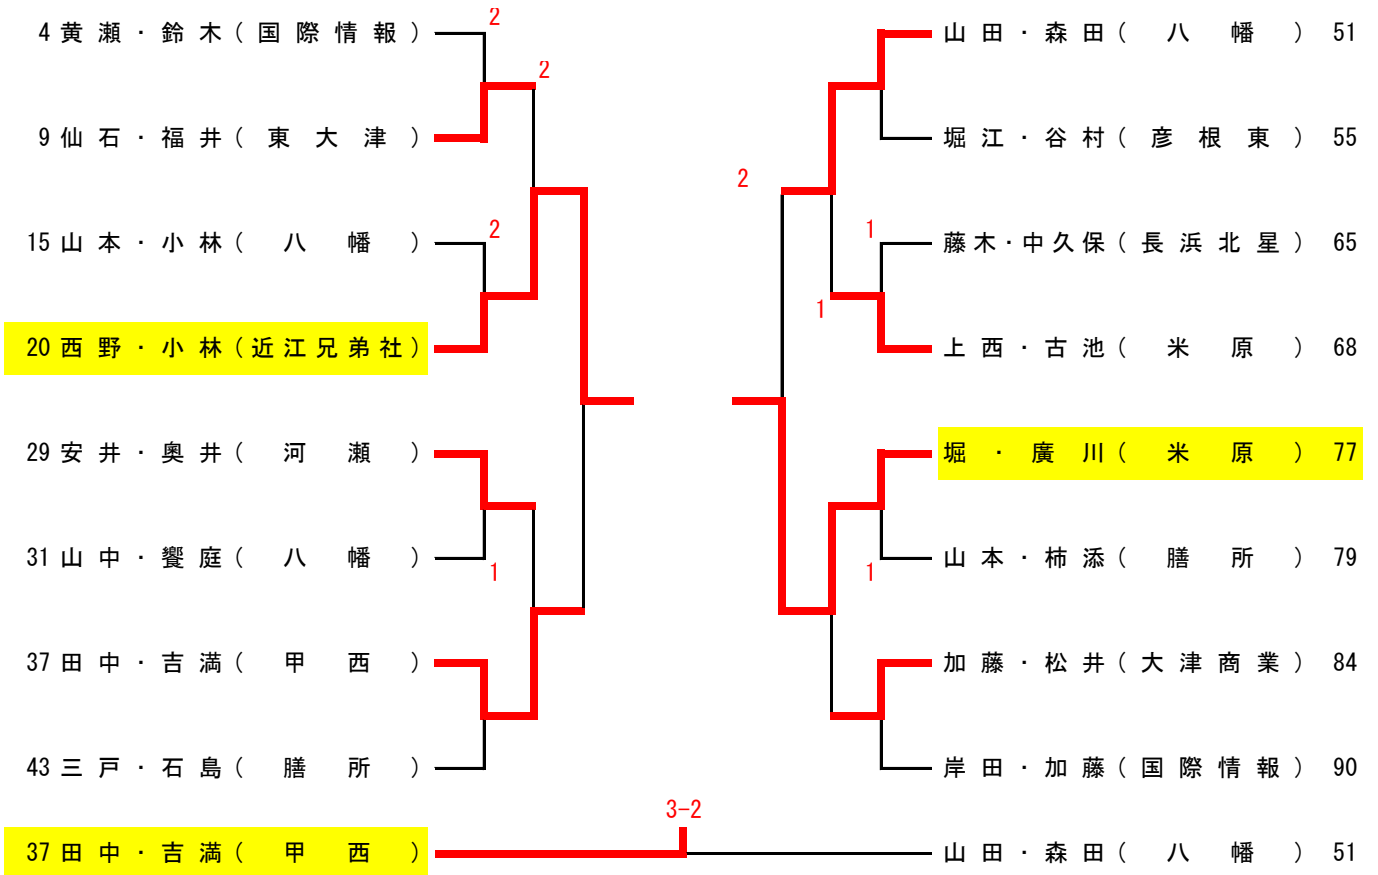 2
4 黄瀬・鈴木(国際情報)
山田・森田(八幡) 51
2
9 仙石・福井(東大津)
堀江・谷村(彦根東) 55
2
2
1
15 山本・小林(八幡)
藤木・中久保(長浜北星) 65
1
20 西野・小林(近江兄弟社)
上西・古池(米原) 68
29 安井・奥井(河瀬)
堀・廣川(米原) 77
31 山中・饗庭(八幡)
山本・柿添(膳所) 79
1
1
37 田中・吉満(甲西)
加藤・松井(大津商業) 84
43 三戸・石島(膳所)
岸田・加藤(国際情報) 90
3-2
37 田中・吉満(甲西)
山田・森田(八幡) 51